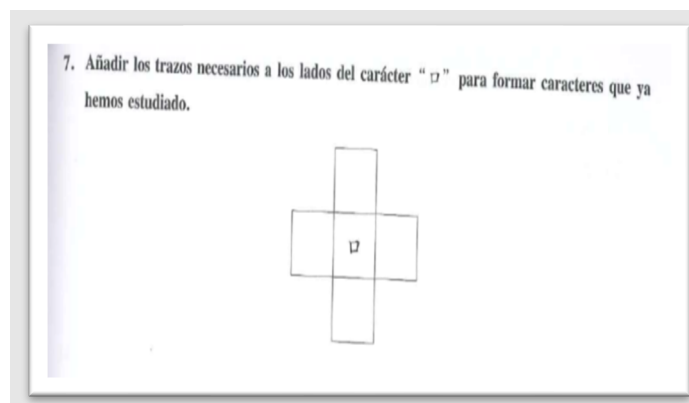 7. Añadir los trazos necesarios a los lados del carácter “口” para formar caracteres que ya
hemos estudiado.
口